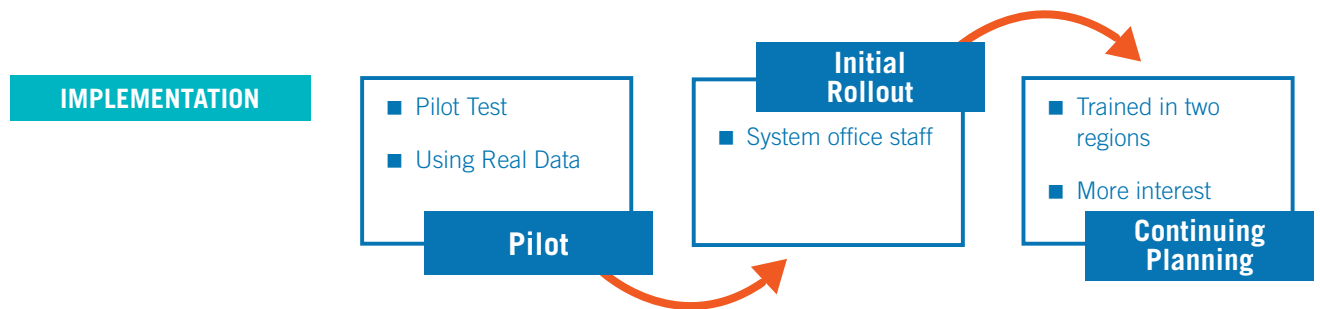 IMPLEMENTATION
■ Pilot Test
■ Using Real Data
Pilot
Initial
Rollout
■ System office staff
■ Trained in two
regions
■ More interest
Continuing
Planning